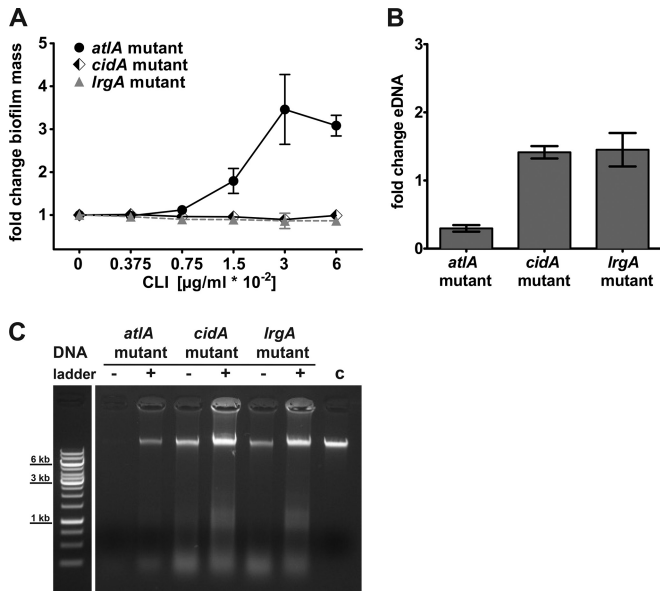 A
fold change biofilm mass
5
4
3
2
1
atlA mutant
cidA mutant
lrgA mutant
0 0.375 0.75 1.5 3 6
CLI [µg/ml * 10-2]
B
fold change eDNA
3
2
1
0
atlA mutant
cidA mutant
lrgA mutant
C
DNA ladder
atlA mutant
cidA mutant
lrgA mutant
- + - + - + c
6 kb
3 kb
1 kb